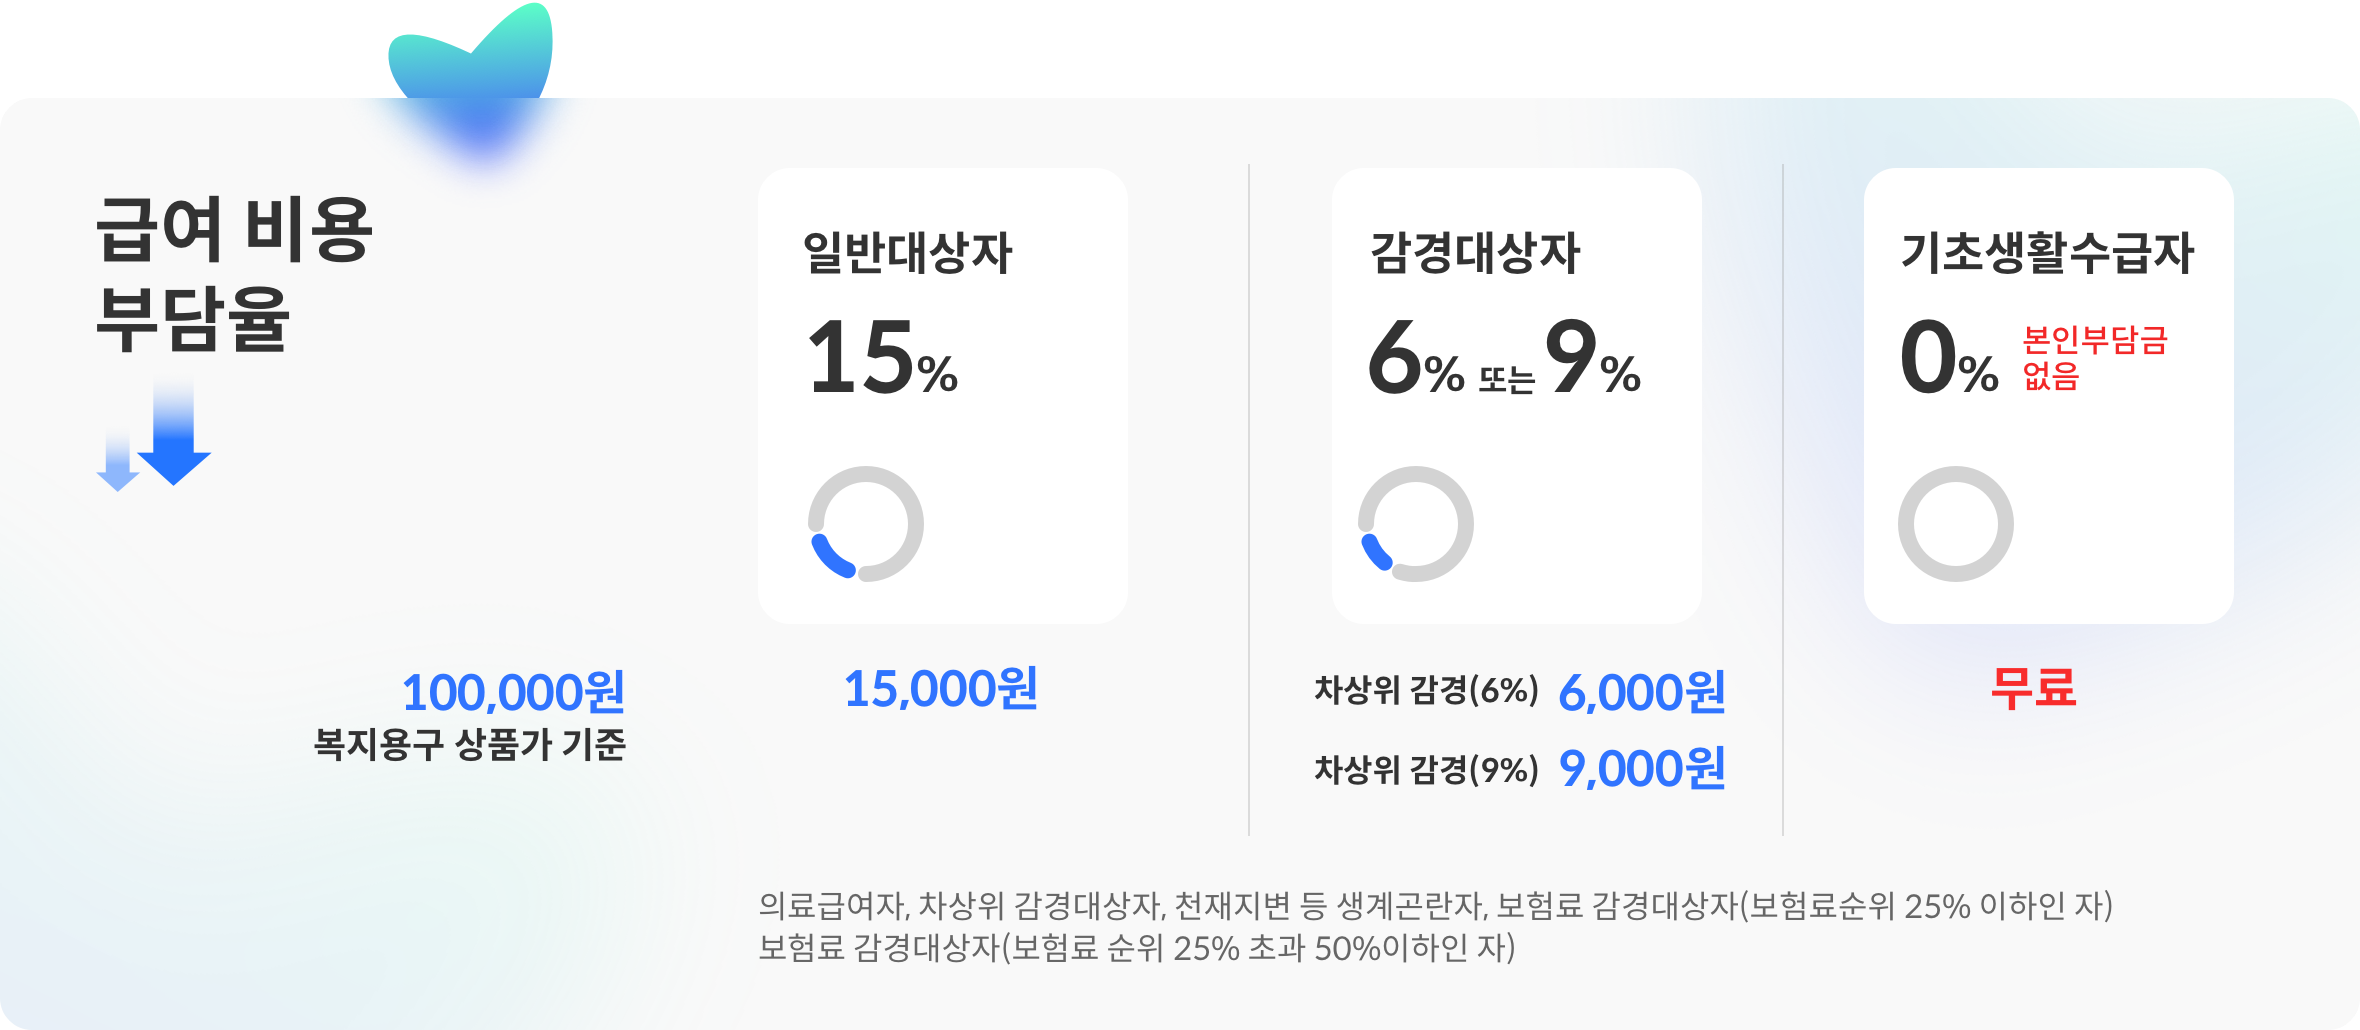 급여 비용
부담율
일반대상자
15%
감경대상자
6% 또는 9%
기초생활수급자
0%
본인부담금
없음
100,000원
복지용구 상품가 기준
15,000원
차상위 감경(6%) 6,000원
차상위 감경(9%) 9,000원
무료
의료급여자, 차상위 감경대상자, 천재지변 등 생계곤란자, 보험료 감경대상자(보험료순위 25% 이하인 자)
보험료 감경대상자(보험료 순위 25% 초과 50%이하인 자)